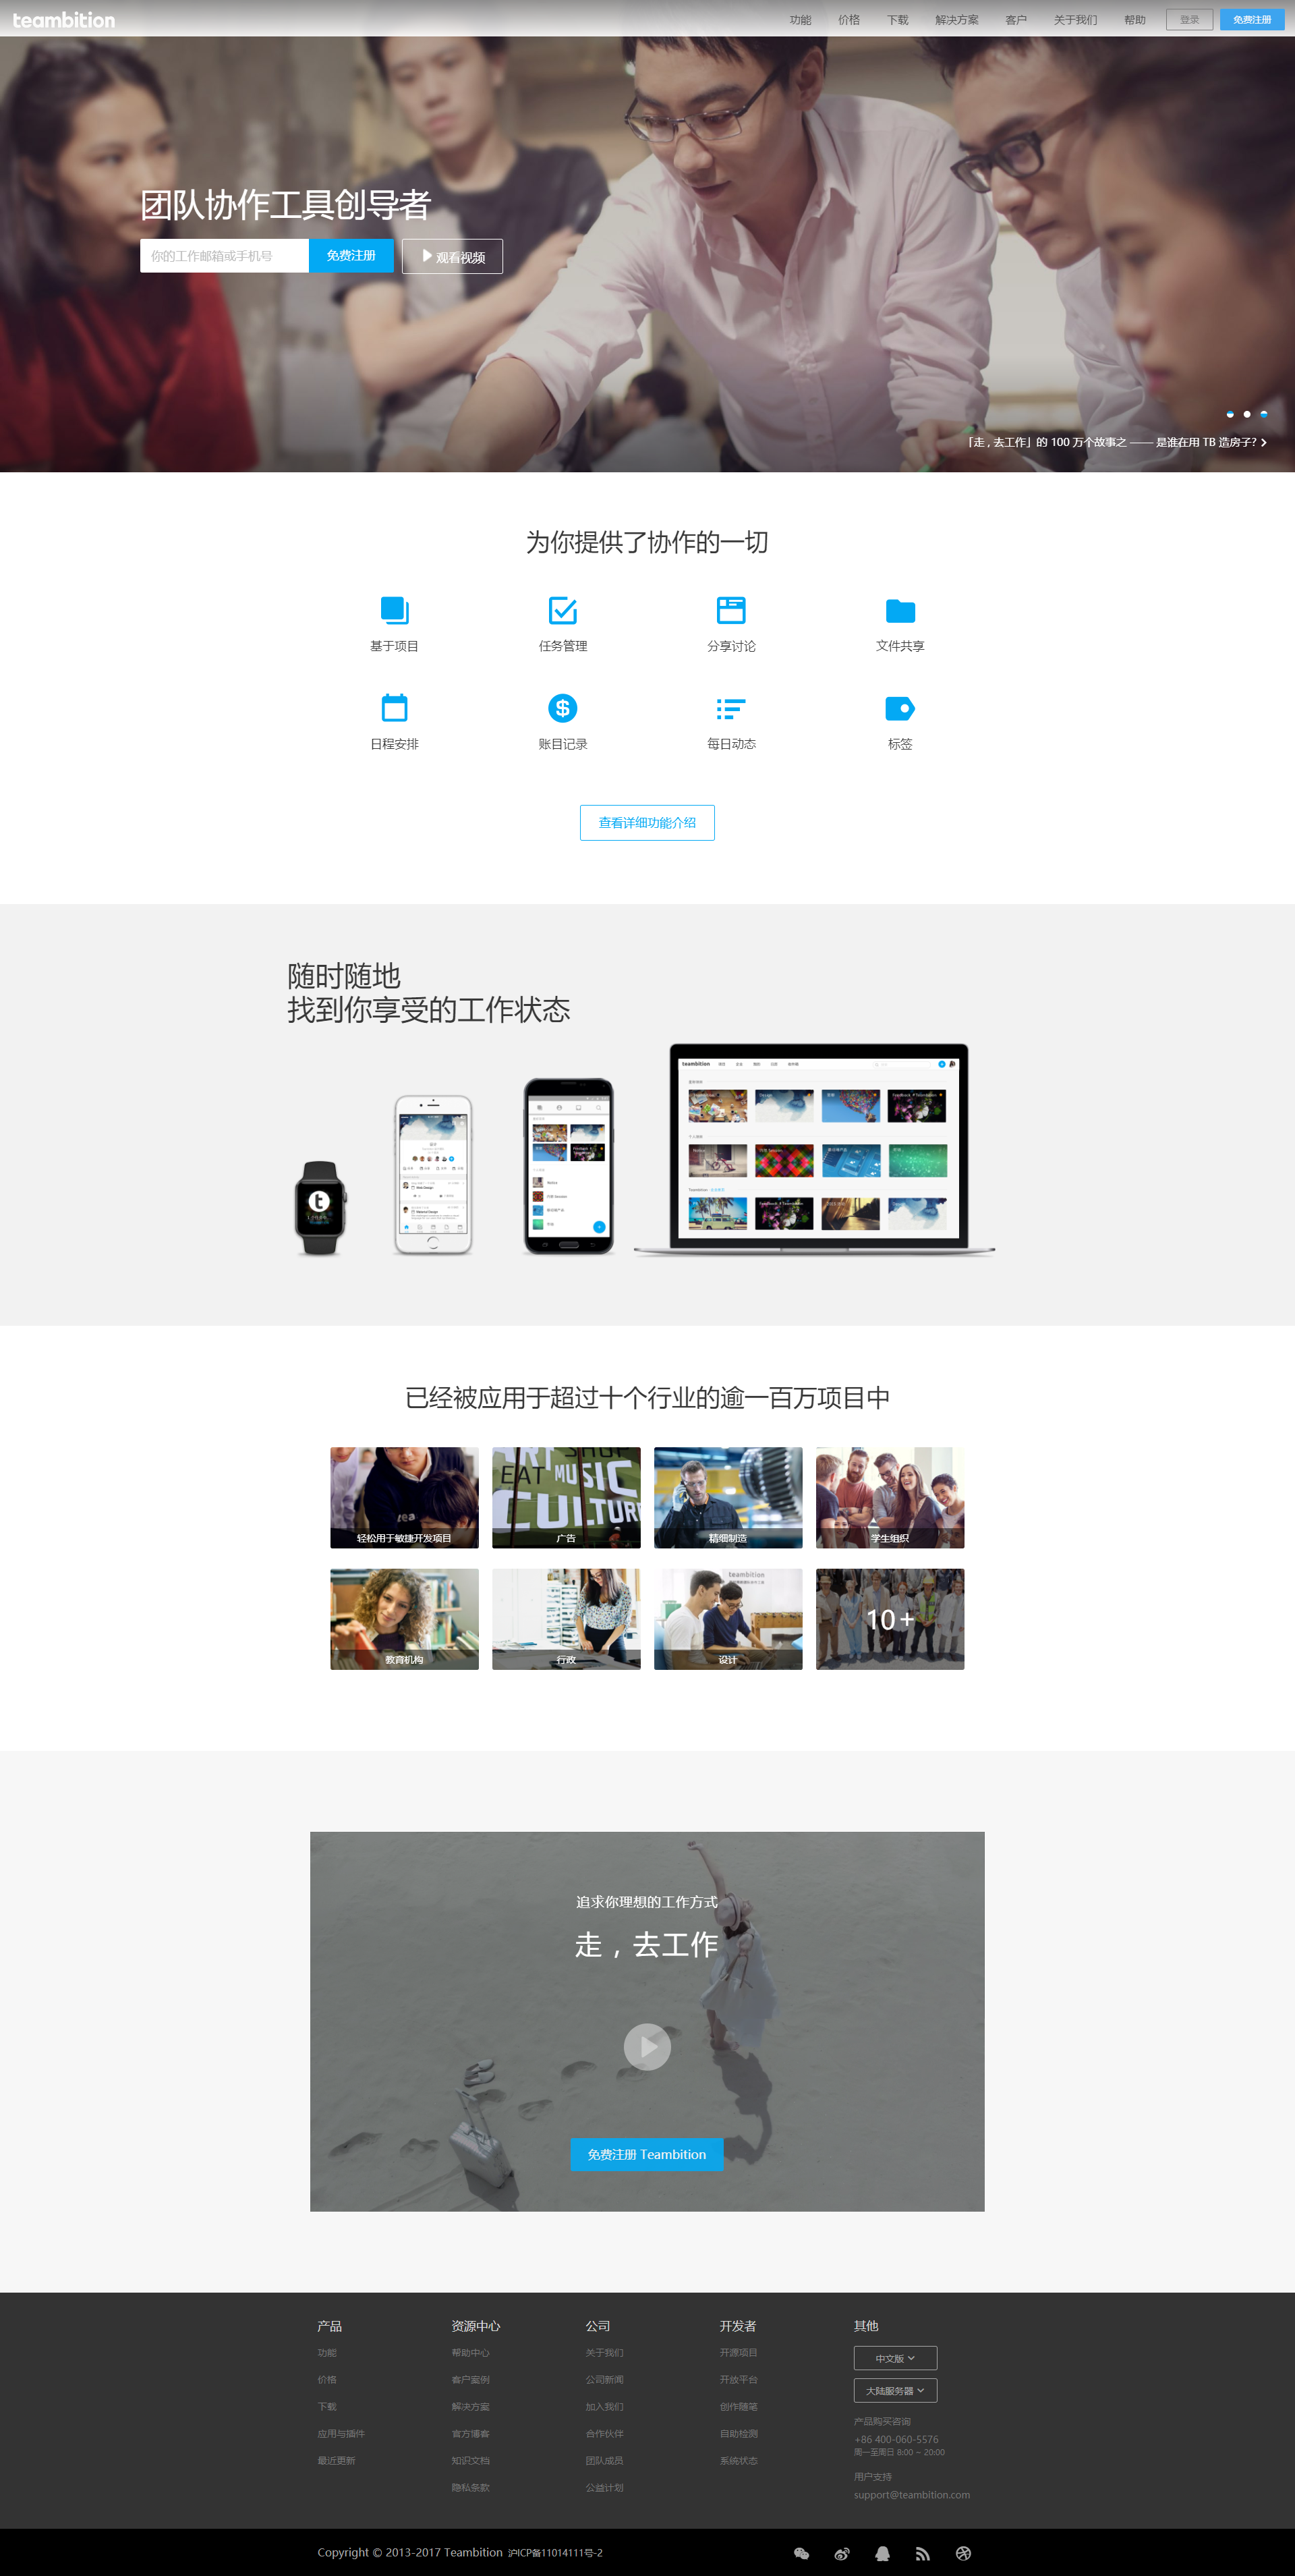 teambition
功能 价格 下载 解决方案 客户 关于我们 帮助 登录 免费注册
团队协作工具创导者
你的工作邮箱或手机号 免费注册 观看视频
「走，去工作」的 100 万个故事之 —— 是谁在用 TB 造房子?
为你提供了协作的一切
基于项目 任务管理 分享讨论 文件共享
日程安排 账目记录 每日动态 标签
查看详细功能介绍
随时随地
找到你享受的工作状态
teambition
已经被应用于超过十个行业的逾一百万项目中
EAT MUSIC
CULTURE
轻松用于敏捷开发项目 广告 精细制造 学生组织
teambition
10+
教育机构 行政 设计
追求你理想的工作方式
走，去工作
免费注册 Teambition
产品 资源中心 公司 开发者 其他
功能 帮助中心 关于我们 开源项目 中文版
价格 客户案例 公司新闻 开放平台
下载 解决方案 加入我们 创作随笔 大陆服务器
应用与插件 官方博客 合作伙伴 自助检测
最近更新 知识文档 团队成员 系统状态
隐私条款 公益计划
产品购买咨询
+86 400-060-5576
周一至周日 8:00 ~ 20:00
用户支持
support@teambition.com
Copyright © 2013-2017 Teambition 沪ICP备11014111号-2